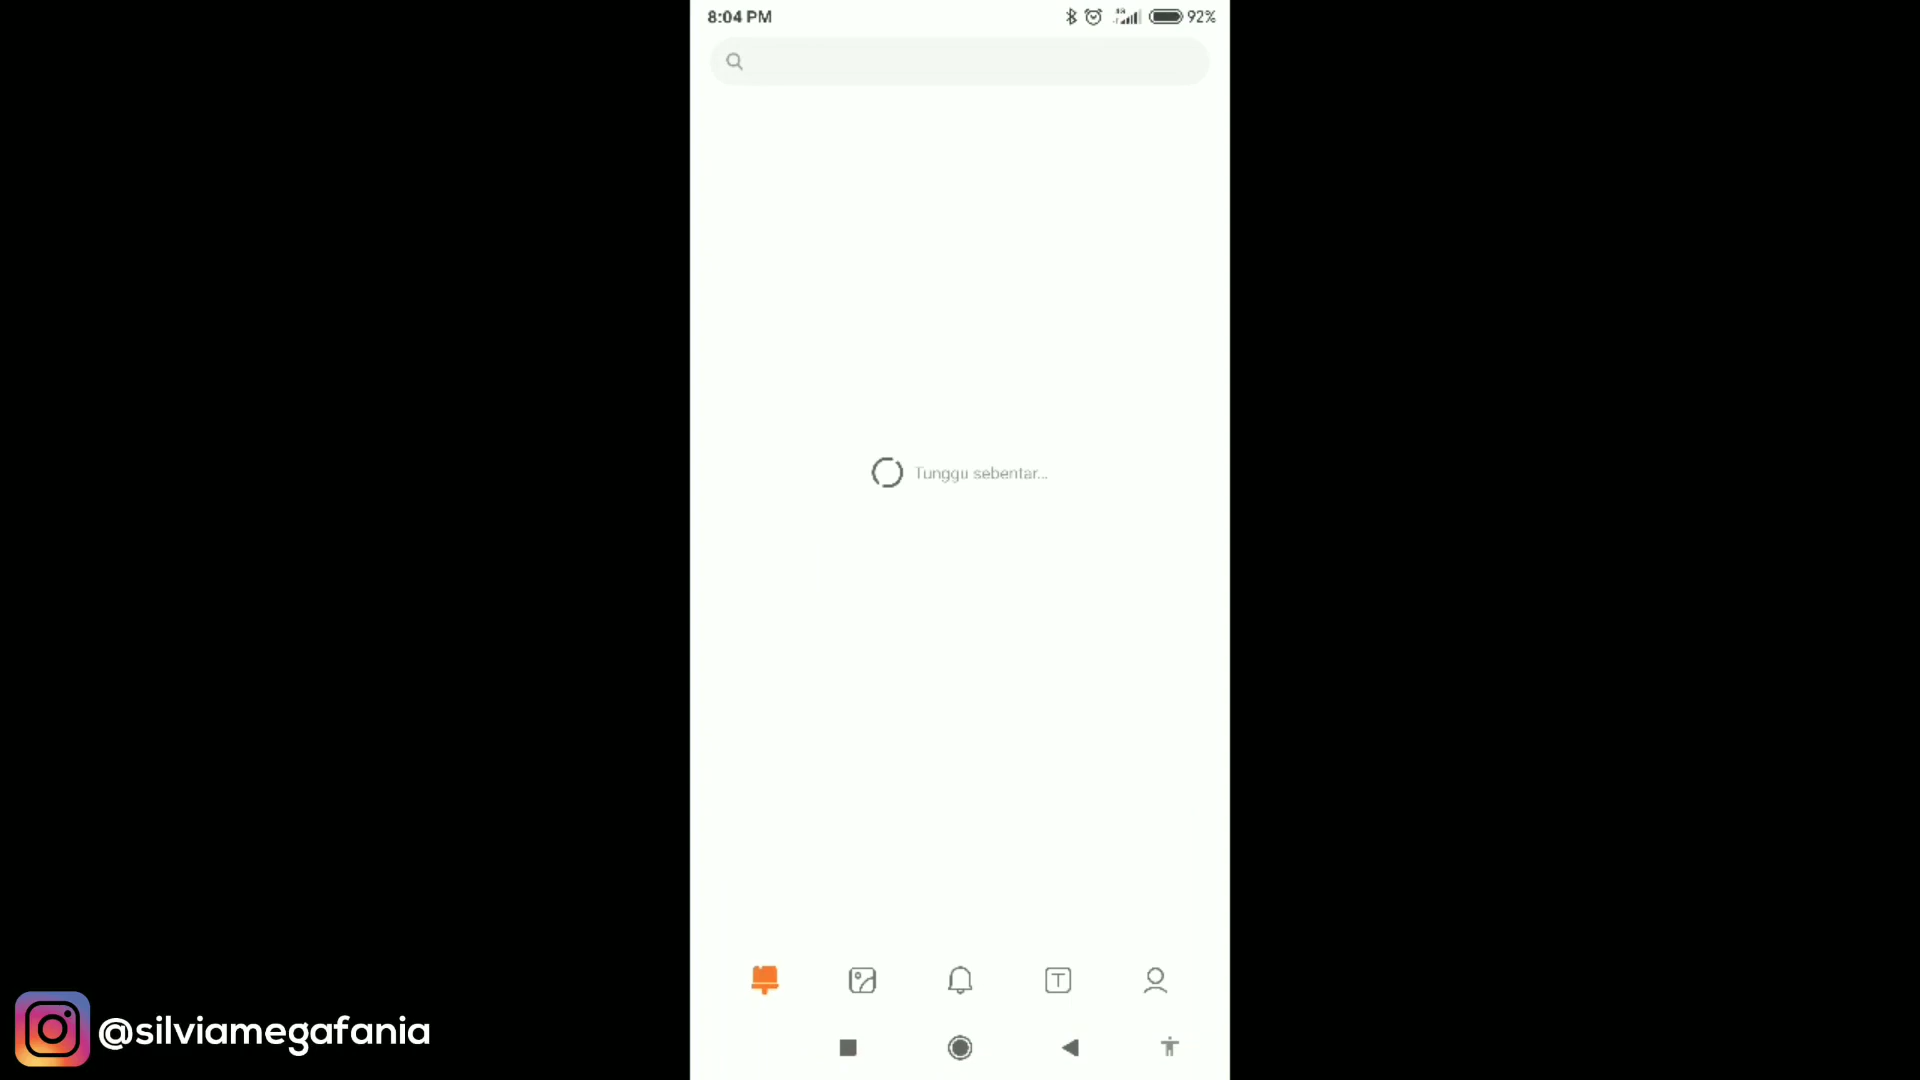 8:04 PM
92%
Tunggu sebentar...
T
@silviamegafania